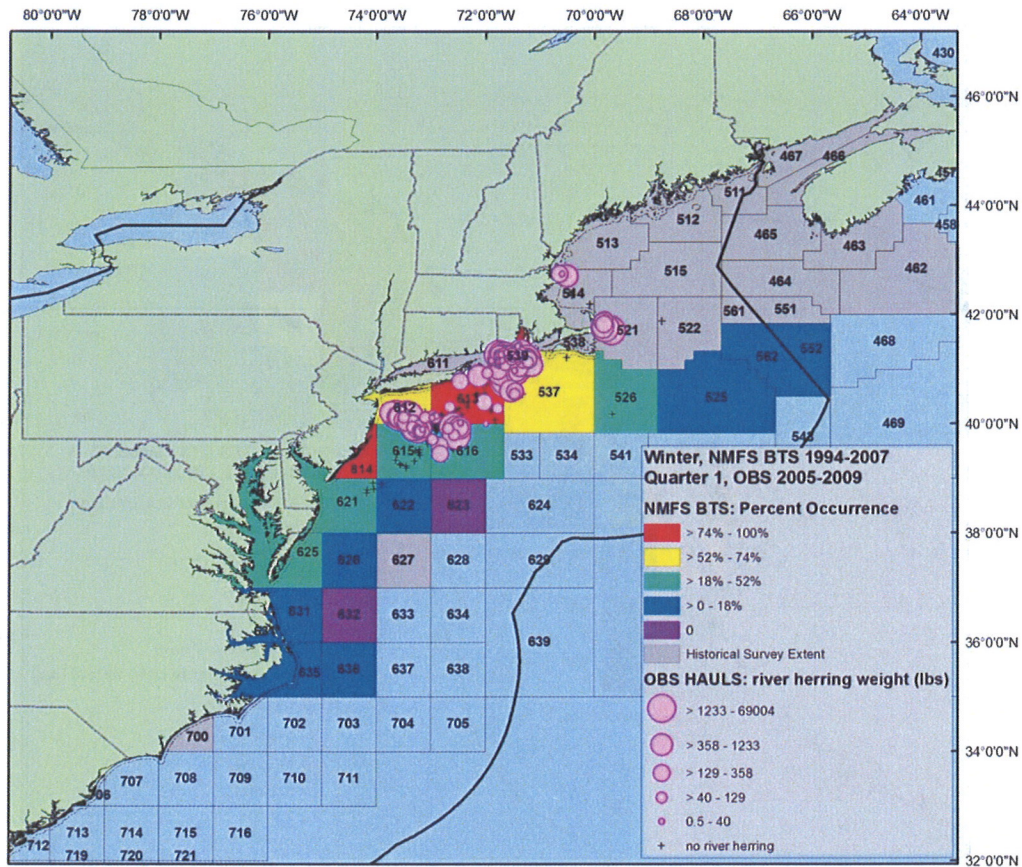 80°0'0"W 78°0'0"W 76°0'0"W 74°0'0"W 72°0'0"W 70°0'0"W 68°0'0"W 66°0'0"W 64°0'0"W
430
46°0'0"N
467 466
511
457
44°0'0"N
512 461
458
513 465 463
515 462
464
514
551
561
42°0'0"N
521 522
538 468
539 552
611 562
537
613 526 525
612
469
40°0'0"N
543
615 616 533 534 541
614
621 622 623 624
38°0'0"N
625
626 627 628 629
631 632 633 634
639
36°0'0"N
635 636 637 638
702 703 704 705
700 701
34°0'0"N
707 708 709 710 711
706
713 714 715 716
712
719 720 721
32°0'0"N
Winter, NMFS BTS 1994-2007
Quarter 1, OBS 2005-2009
NMFS BTS: Percent Occurrence
> 74% - 100%
> 52% - 74%
> 18% - 52%
> 0 - 18%
0
Historical Survey Extent
OBS HAULS: river herring weight (lbs)
> 1233 - 69004
> 358 - 1233
> 129 - 358
> 40 - 129
0.5 - 40
no river herring